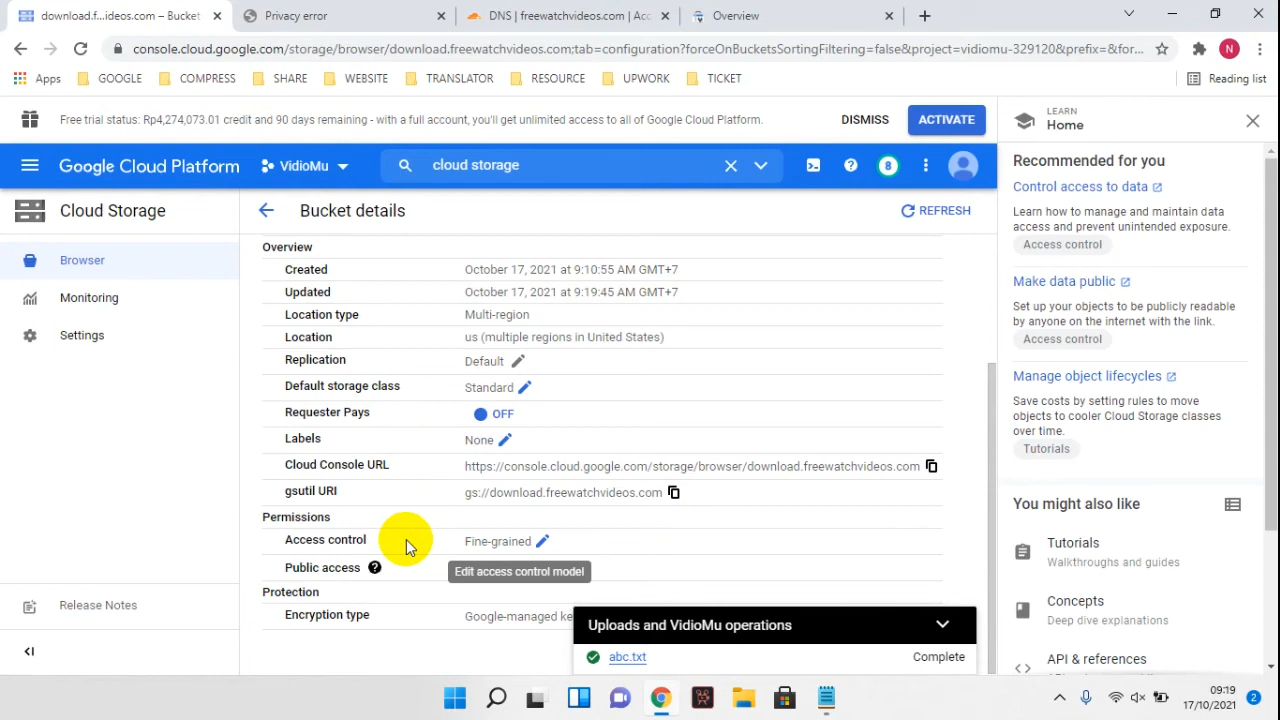 download.f...ideos.com – Bucket
Privacy error
DNS | freewatchvideos.com | Acc
Overview
console.cloud.google.com/storage/browser/download.freewatchvideos.com;tab=configuration?forceOnBucketsSortingFiltering=false&project=vidiomu-329120&prefix=&for...
N
Apps
GOOGLE
COMPRESS
SHARE
WEBSITE
TRANSLATOR
RESOURCE
UPWORK
TICKET
Reading list
Free trial status: Rp4,274,073.01 credit and 90 days remaining - with a full account, you'll get unlimited access to all of Google Cloud Platform.
DISMISS
ACTIVATE
LEARN
Home
Google Cloud Platform
VidioMu
cloud storage
8
Cloud Storage
Browser
Monitoring
Settings
Release Notes
Bucket details
REFRESH
Overview
Created October 17, 2021 at 9:10:55 AM GMT+7
Updated October 17, 2021 at 9:19:45 AM GMT+7
Location type Multi-region
Location us (multiple regions in United States)
Replication Default
Default storage class Standard
Requester Pays OFF
Labels None
Cloud Console URL https://console.cloud.google.com/storage/browser/download.freewatchvideos.com
gsutil URI gs://download.freewatchvideos.com
Permissions
Access control Fine-grained
Public access
Edit access control model
Protection
Encryption type Google-managed ke
Uploads and VidioMu operations
abc.txt Complete
Recommended for you
Control access to data
Learn how to manage and maintain data
access and prevent unintended exposure.
Access control
Make data public
Set up your objects to be publicly readable
by anyone on the internet with the link.
Access control
Manage object lifecycles
Save costs by setting rules to move
objects to cooler Cloud Storage classes
over time.
Tutorials
You might also like
Tutorials
Walkthroughs and guides
Concepts
Deep dive explanations
API & references
09:19
17/10/2021
2